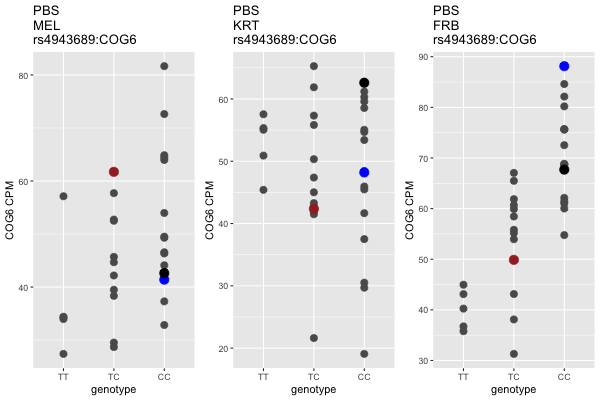 PBS
MEL
rs4943689:COG6
80
60
40
COG6 CPM
TT TC CC
genotype
PBS
KRT
rs4943689:COG6
60
50
40
30
20
COG6 CPM
TT TC CC
genotype
PBS
FRB
rs4943689:COG6
90
80
70
60
50
40
30
COG6 CPM
TT TC CC
genotype